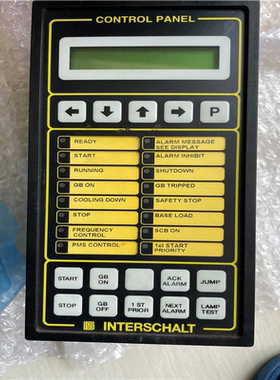 CONTROL PANEL
P
READY
ALARM MESSAGE
SEE DISPLAY
START
ALARM INHIBIT
RUNNING
SHUTDOWN
GB ON
GB TRIPPED
COOLING DOWN
SAFETY STOP
STOP
BASE LOAD
FREQUENCY
CONTROL
SCB ON
PMS CONTROL
1st START
PRIORITY
START
GB
ON
ACK
ALARM
JUMP
STOP
GB
OFF
1 ST
PRIOR
NEXT
ALARM
LAMP
TEST
INTERSCHALT